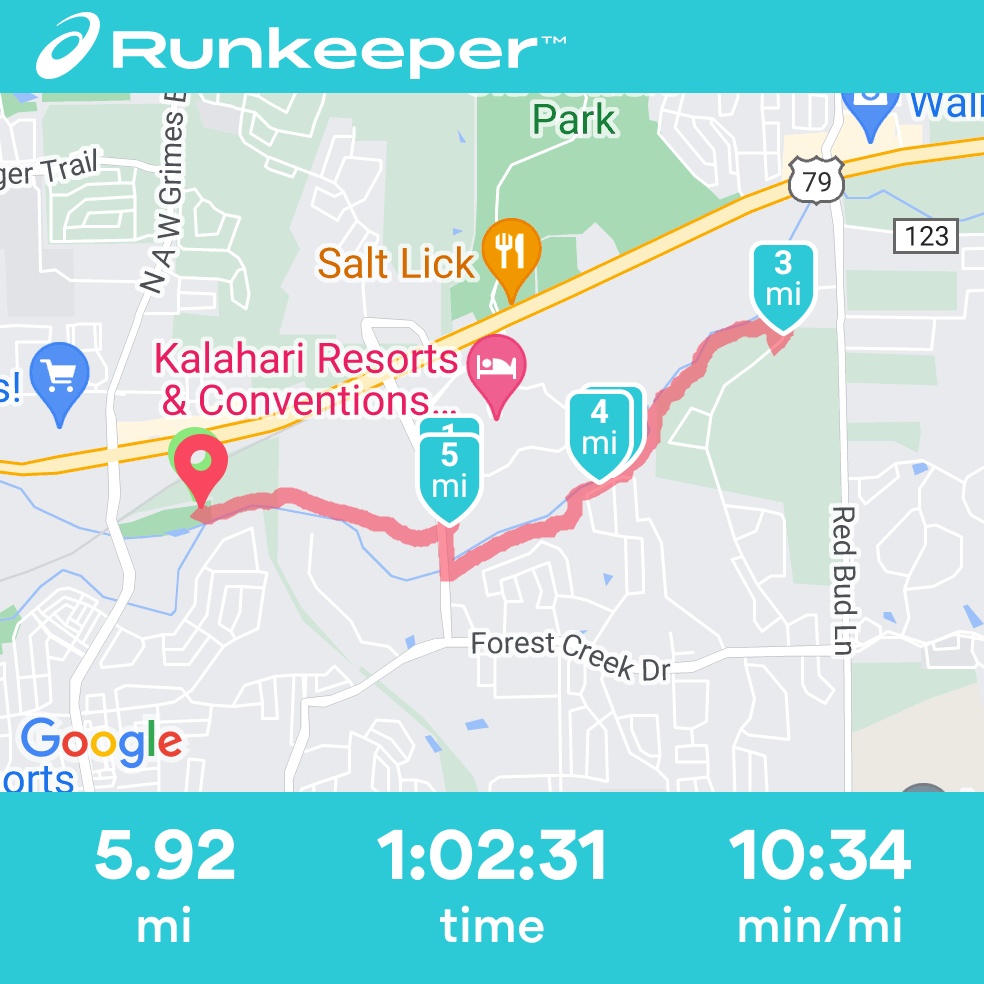 Runkeeper™
Park
Wal
79
ger Trail
N A W Grimes B
123
Salt Lick
3
mi
Kalahari Resorts
& Conventions...
s!
1
4
mi
5
mi
Red Bud Ln
Forest Creek Dr
Google
orts
5.92
1:02:31
10:34
mi
time
min/mi